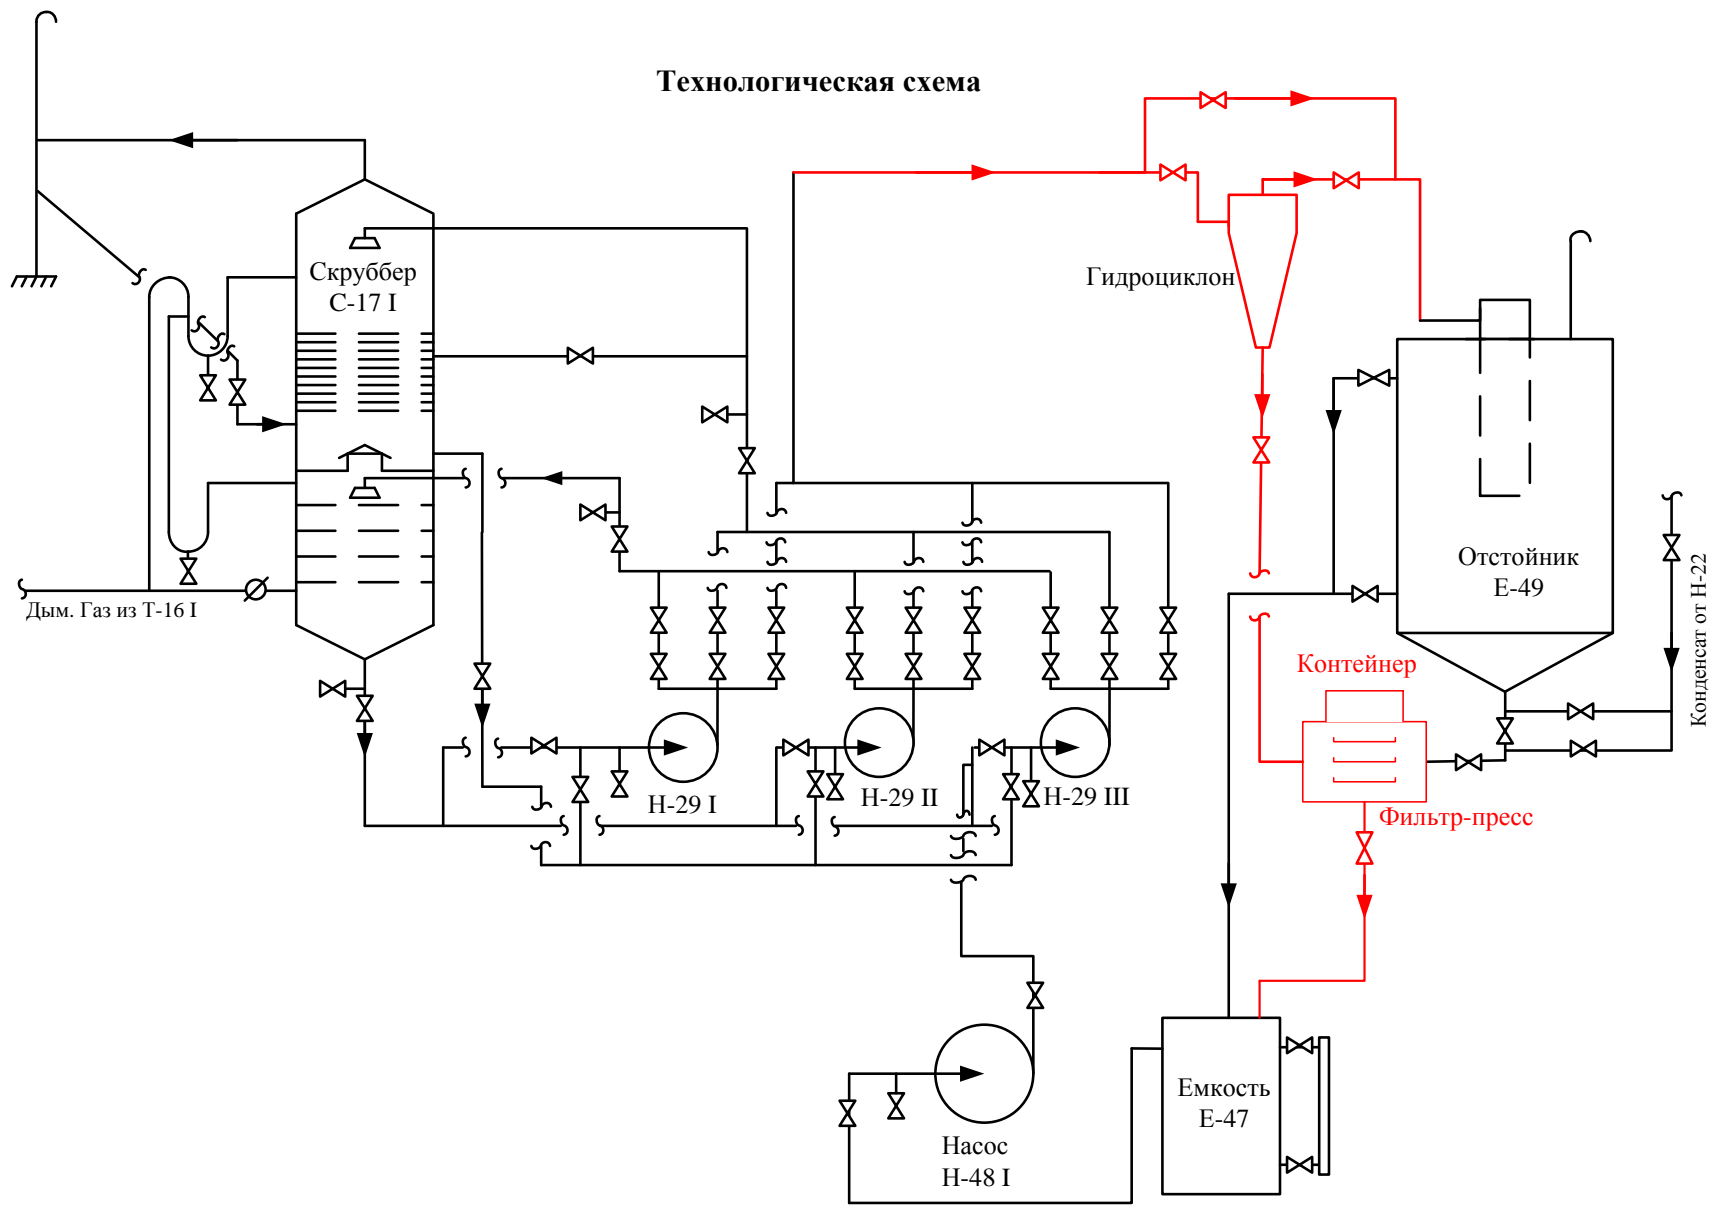 Технологическая схема
Скруббер
С-17 I
Гидроциклон
Отстойник
Е-49
Конденсат от Н-22
Дым. Газ из Т-16 I
Контейнер
Н-29 I
Н-29 II
Н-29 III
Фильтр-пресс
Емкость
Е-47
Насос
Н-48 I